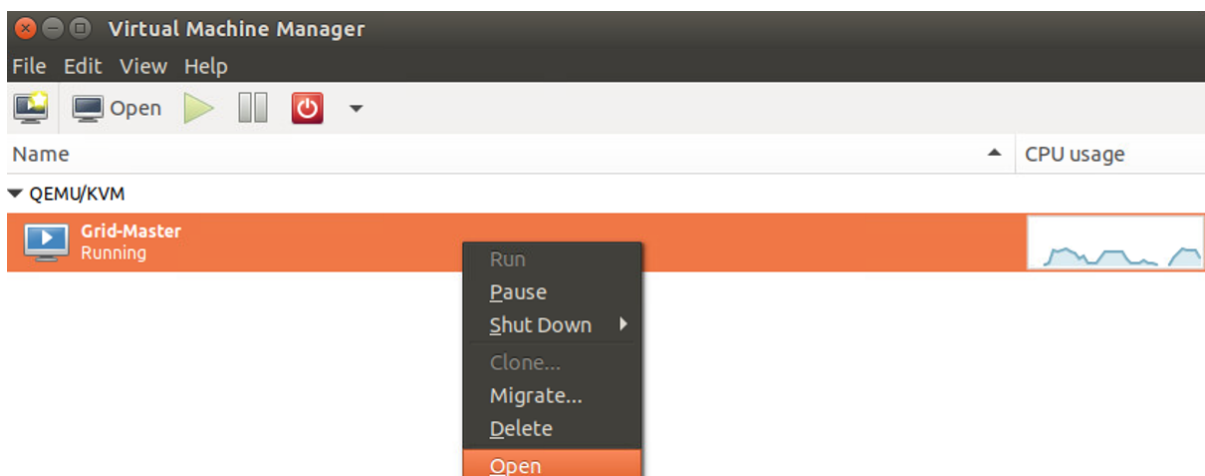 Virtual Machine Manager
File Edit View Help
Open
Name CPU usage
QEMU/KVM
Grid-Master
Running
Run
Pause
Shut Down
Clone...
Migrate...
Delete
Open